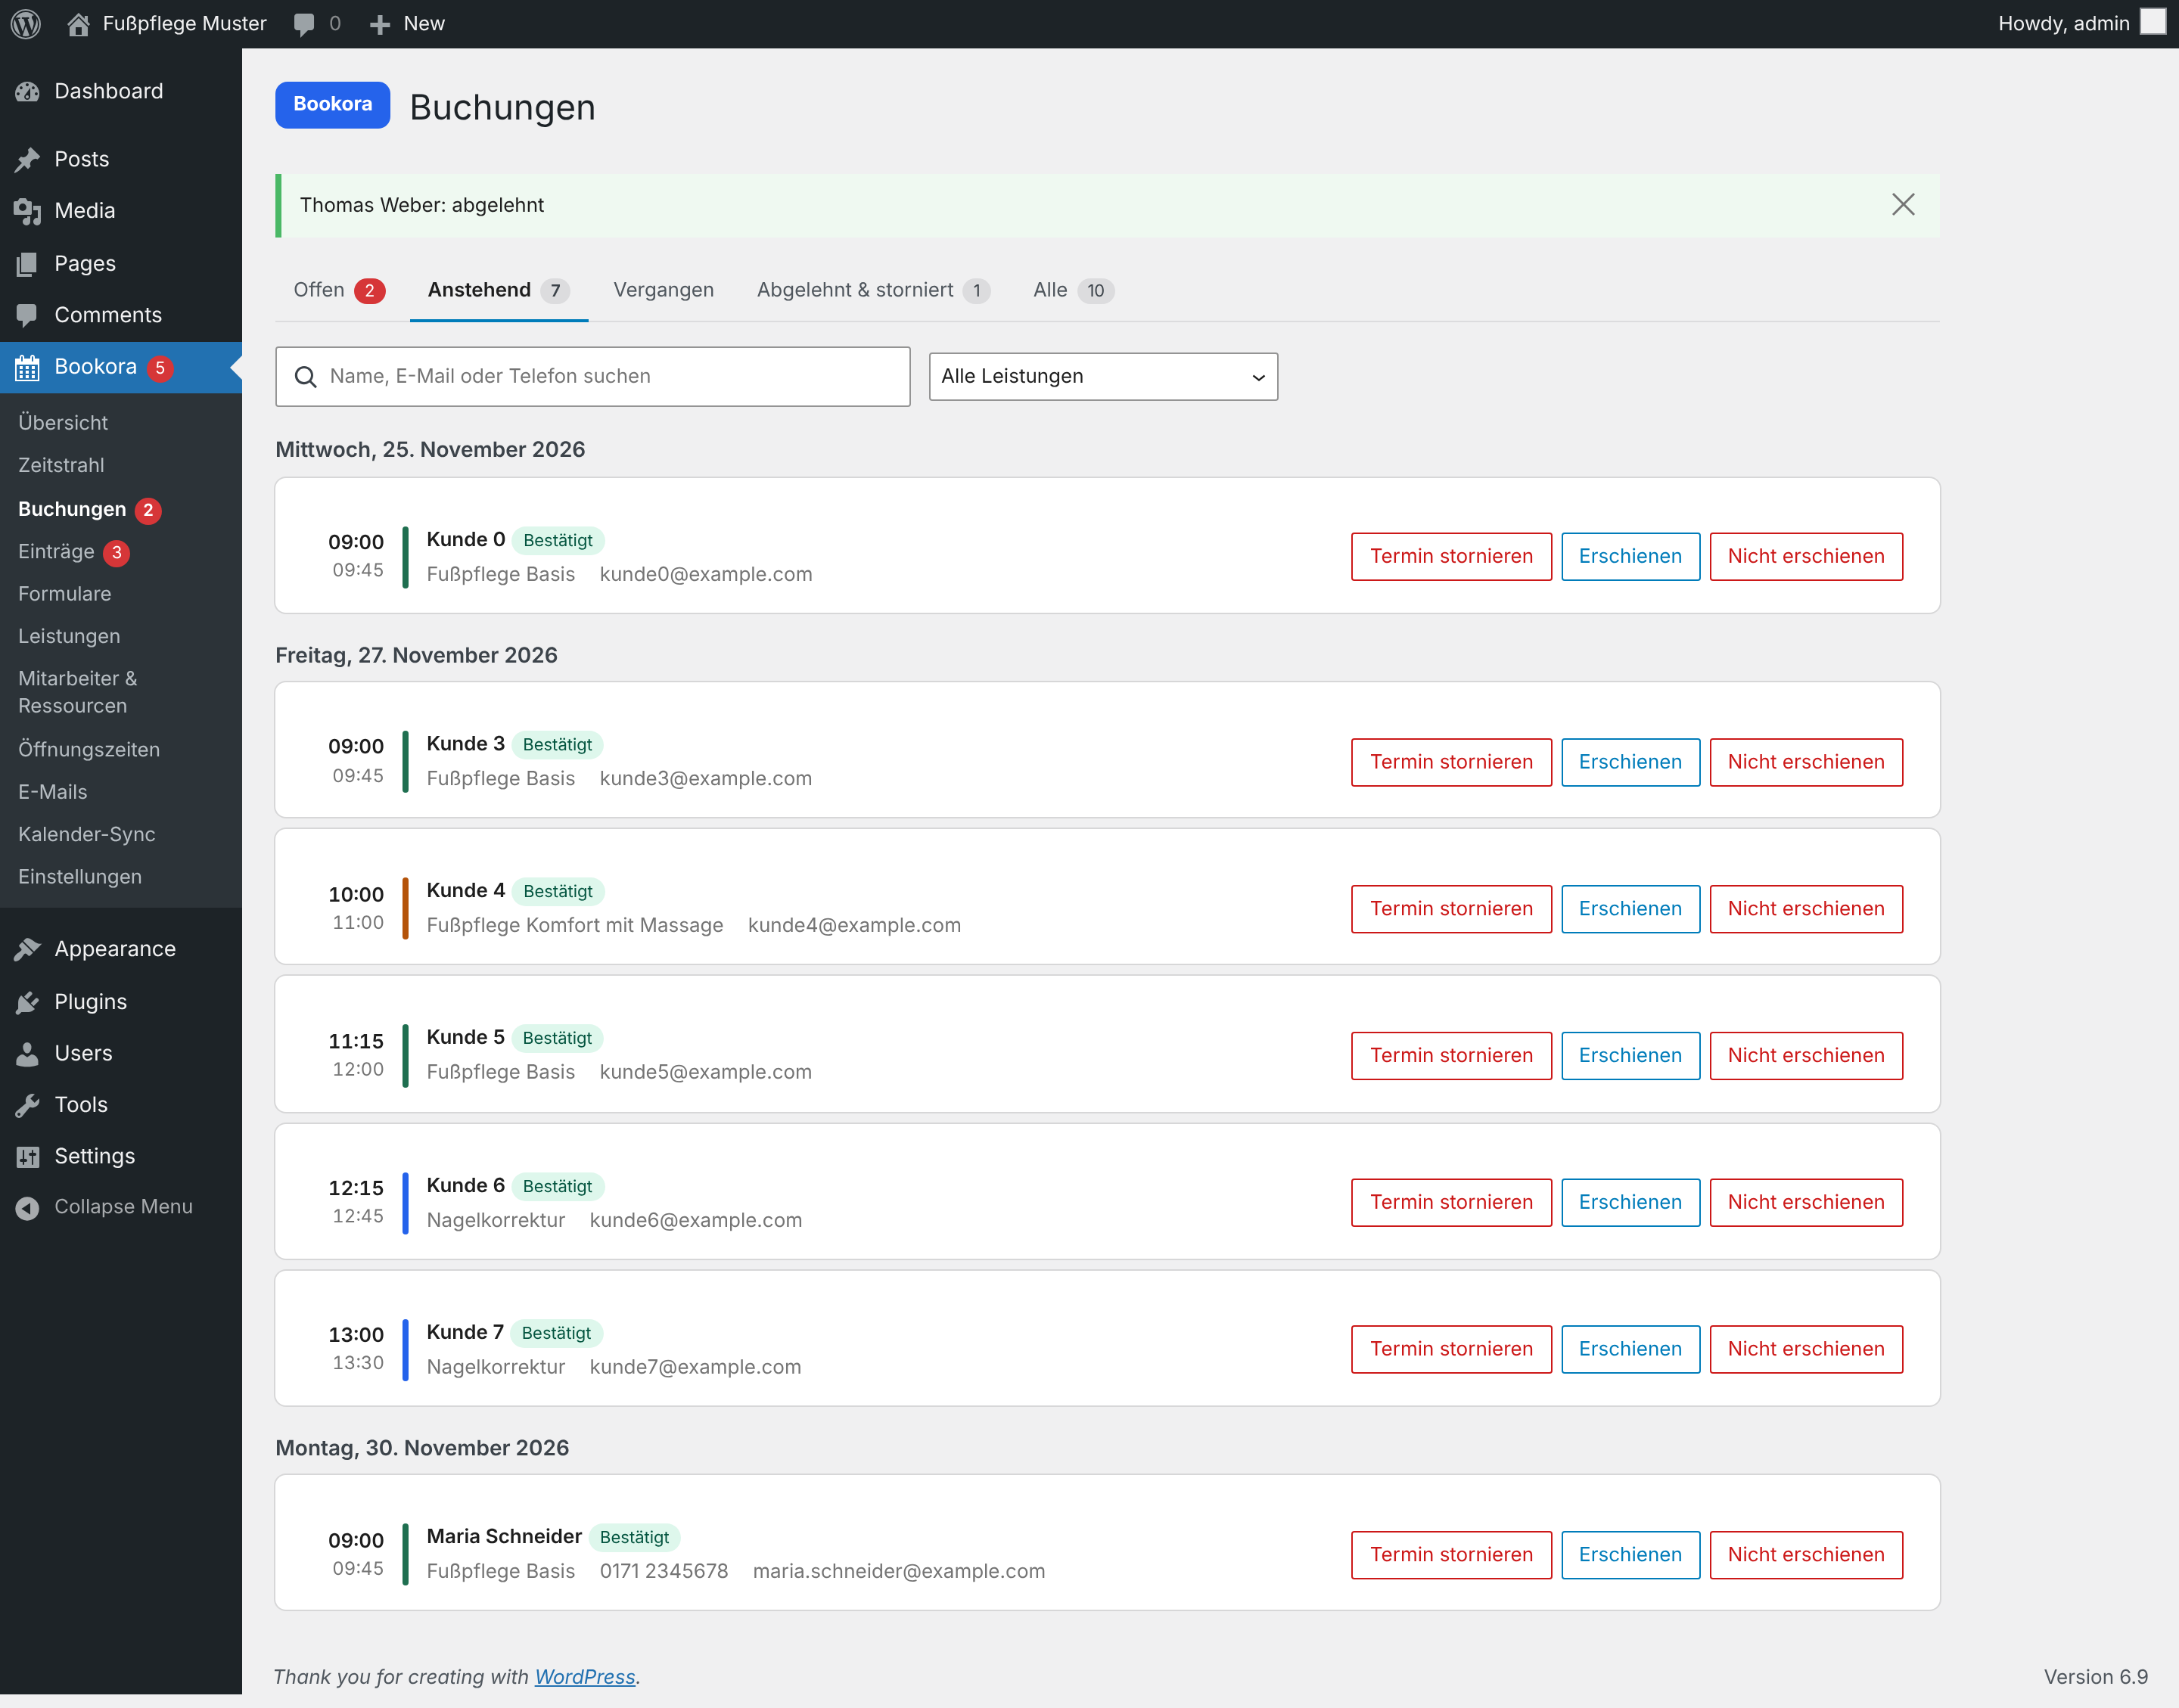 Fußpflege Muster 0 New Howdy, admin
Dashboard
Posts
Media
Pages
Comments
Bookora 5
Übersicht
Zeitstrahl
Buchungen 2
Einträge 3
Formulare
Leistungen
Mitarbeiter &
Ressourcen
Öffnungszeiten
E-Mails
Kalender-Sync
Einstellungen
Appearance
Plugins
Users
Tools
Settings
Collapse Menu
Bookora Buchungen
Thomas Weber: abgelehnt
Offen 2 Anstehend 7 Vergangen Abgelehnt & storniert 1 Alle 10
Name, E-Mail oder Telefon suchen Alle Leistungen
Mittwoch, 25. November 2026
09:00 Kunde 0 Bestätigt
09:45 Fußpflege Basis kunde0@example.com
Termin stornieren Erschienen Nicht erschienen
Freitag, 27. November 2026
09:00 Kunde 3 Bestätigt
09:45 Fußpflege Basis kunde3@example.com
Termin stornieren Erschienen Nicht erschienen
10:00 Kunde 4 Bestätigt
11:00 Fußpflege Komfort mit Massage kunde4@example.com
Termin stornieren Erschienen Nicht erschienen
11:15 Kunde 5 Bestätigt
12:00 Fußpflege Basis kunde5@example.com
Termin stornieren Erschienen Nicht erschienen
12:15 Kunde 6 Bestätigt
12:45 Nagelkorrektur kunde6@example.com
Termin stornieren Erschienen Nicht erschienen
13:00 Kunde 7 Bestätigt
13:30 Nagelkorrektur kunde7@example.com
Termin stornieren Erschienen Nicht erschienen
Montag, 30. November 2026
09:00 Maria Schneider Bestätigt
09:45 Fußpflege Basis 0171 2345678 maria.schneider@example.com
Termin stornieren Erschienen Nicht erschienen
Thank you for creating with WordPress. Version 6.9